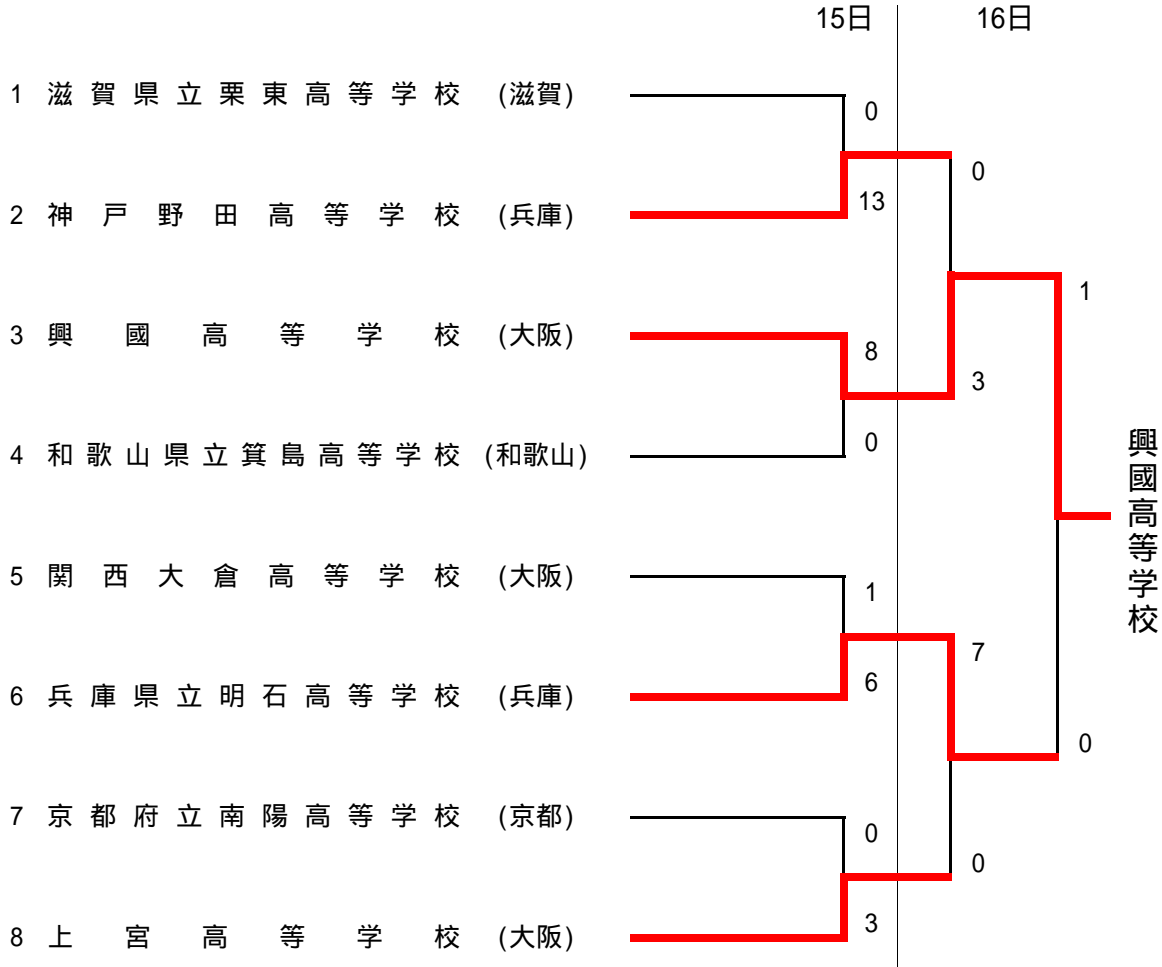 15日 16日
1 滋賀県立栗東高等学校 (滋賀)
0
0
2 神戸野田高等学校 (兵庫)
13
1
3 興國高等学校 (大阪)
8
3
4 和歌山県立箕島高等学校 (和歌山)
0
興國高等学校
5 関西大倉高等学校 (大阪)
1
7
6 兵庫県立明石高等学校 (兵庫)
6
0
7 京都府立南陽高等学校 (京都)
0
0
8 上宮高等学校 (大阪)
3